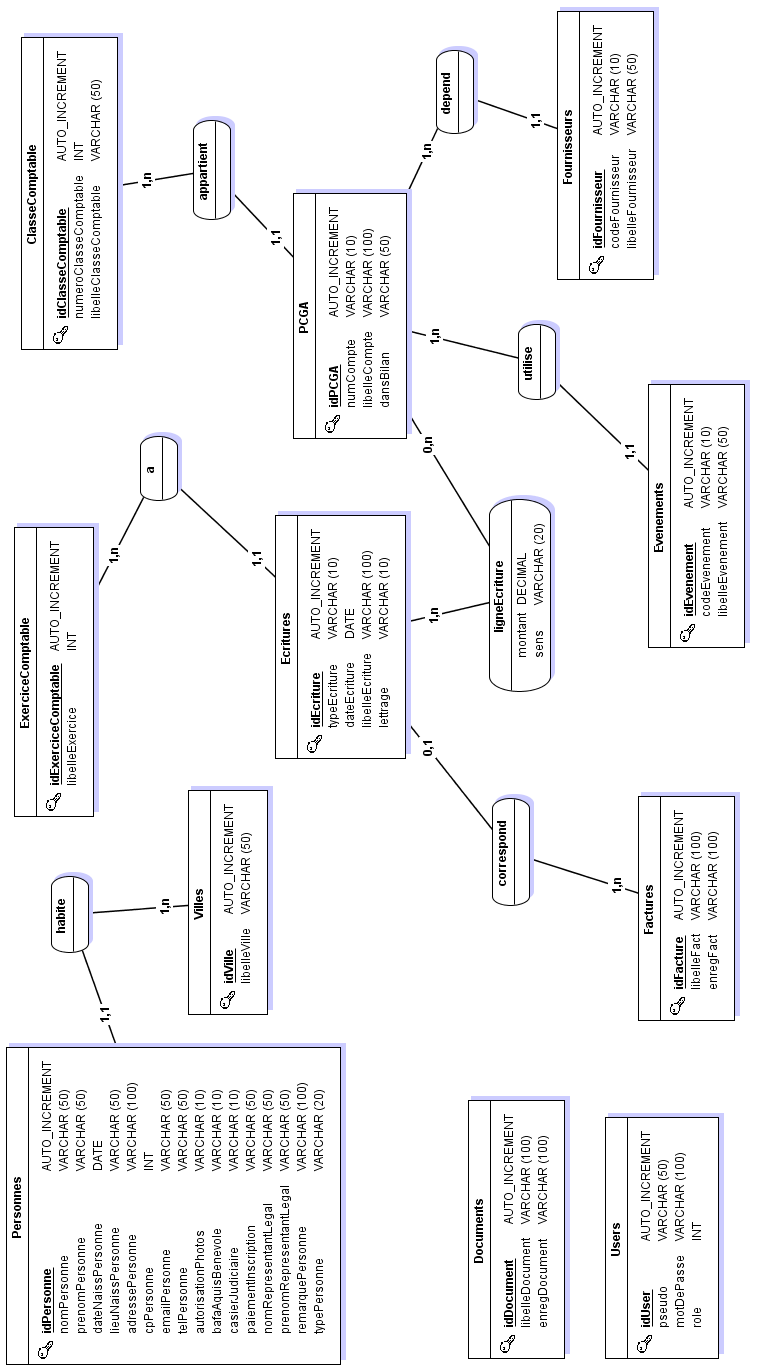 Personnes
idPersonne AUTO_INCREMENT
nomPersonne VARCHAR (50)
prenomPersonne VARCHAR (50)
dateNaissPersonne DATE
lieuNaissPersonne VARCHAR (50)
adressePersonne VARCHAR (100)
cpPersonne INT
emailPersonne VARCHAR (50)
telPersonne VARCHAR (50)
autorisationPhotos VARCHAR (10)
bafaAquisBenevole VARCHAR (10)
casierJudiciaire VARCHAR (10)
paiementInscription VARCHAR (50)
nomRepresentantLegal VARCHAR (50)
prenomRepresentantLegal VARCHAR (50)
remarquePersonne VARCHAR (100)
typePersonne VARCHAR (20)
1,1
habite
1,n
Villes
idVille AUTO_INCREMENT
libelleVille VARCHAR (50)
ExerciceComptable
idExerciceComptable AUTO_INCREMENT
libelleExercice INT
1,n
a
1,1
Ecritures
idEcriture AUTO_INCREMENT
typeEcriture VARCHAR (10)
dateEcriture DATE
libelleEcriture VARCHAR (100)
lettrage VARCHAR (10)
ClasseComptable
idClasseComptable AUTO_INCREMENT
numeroClasseComptable INT
libelleClasseComptable VARCHAR (50)
1,n
appartient
1,1
PCGA
idPCGA AUTO_INCREMENT
numCompte VARCHAR (10)
libelleCompte VARCHAR (100)
dansBilan VARCHAR (50)
0,1
correspond
1,n
Factures
idFacture AUTO_INCREMENT
libelleFact VARCHAR (100)
enregFact VARCHAR (100)
1,n
ligneEcriture
montant DECIMAL
sens VARCHAR (20)
0,n
1,n
utilise
1,1
Evenements
idEvenement AUTO_INCREMENT
codeEvenement VARCHAR (10)
libelleEvenement VARCHAR (50)
1,n
depend
1,1
Fournisseurs
idFournisseur AUTO_INCREMENT
codeFournisseur VARCHAR (10)
libelleFournisseur VARCHAR (50)
Documents
idDocument AUTO_INCREMENT
libelleDocument VARCHAR (100)
enregDocument VARCHAR (100)
Users
idUser AUTO_INCREMENT
pseudo VARCHAR (50)
motDePasse VARCHAR (100)
role INT